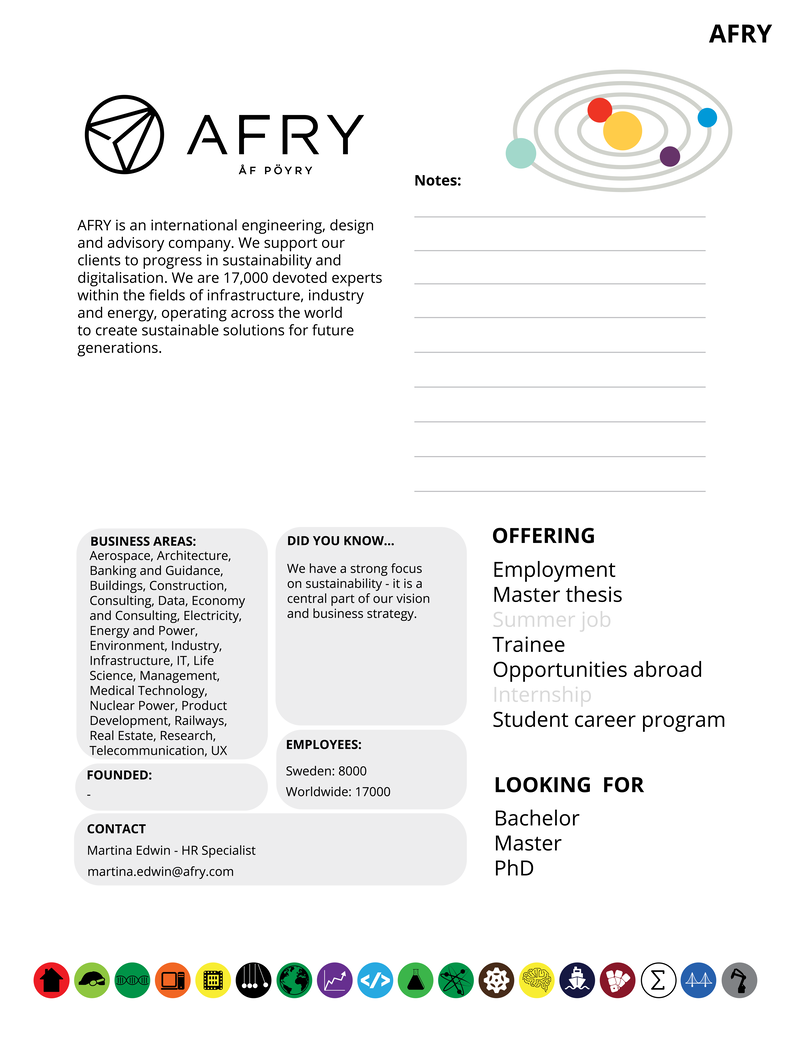 AFRY
AFRY
ÅF PÖYRY
Notes:
AFRY is an international engineering, design
and advisory company. We support our
clients to progress in sustainability and
digitalisation. We are 17,000 devoted experts
within the fields of infrastructure, industry
and energy, operating across the world
to create sustainable solutions for future
generations.
BUSINESS AREAS:
Aerospace, Architecture,
Banking and Guidance,
Buildings, Construction,
Consulting, Data, Economy
and Consulting, Electricity,
Energy and Power,
Environment, Industry,
Infrastructure, IT, Life
Science, Management,
Medical Technology,
Nuclear Power, Product
Development, Railways,
Real Estate, Research,
Telecommunication, UX
FOUNDED:
-
DID YOU KNOW...
We have a strong focus
on sustainability - it is a
central part of our vision
and business strategy.
EMPLOYEES:
Sweden: 8000
Worldwide: 17000
CONTACT
Martina Edwin - HR Specialist
martina.edwin@afry.com
OFFERING
Employment
Master thesis
Summer job
Trainee
Opportunities abroad
Internship
Student career program
LOOKING FOR
Bachelor
Master
PhD